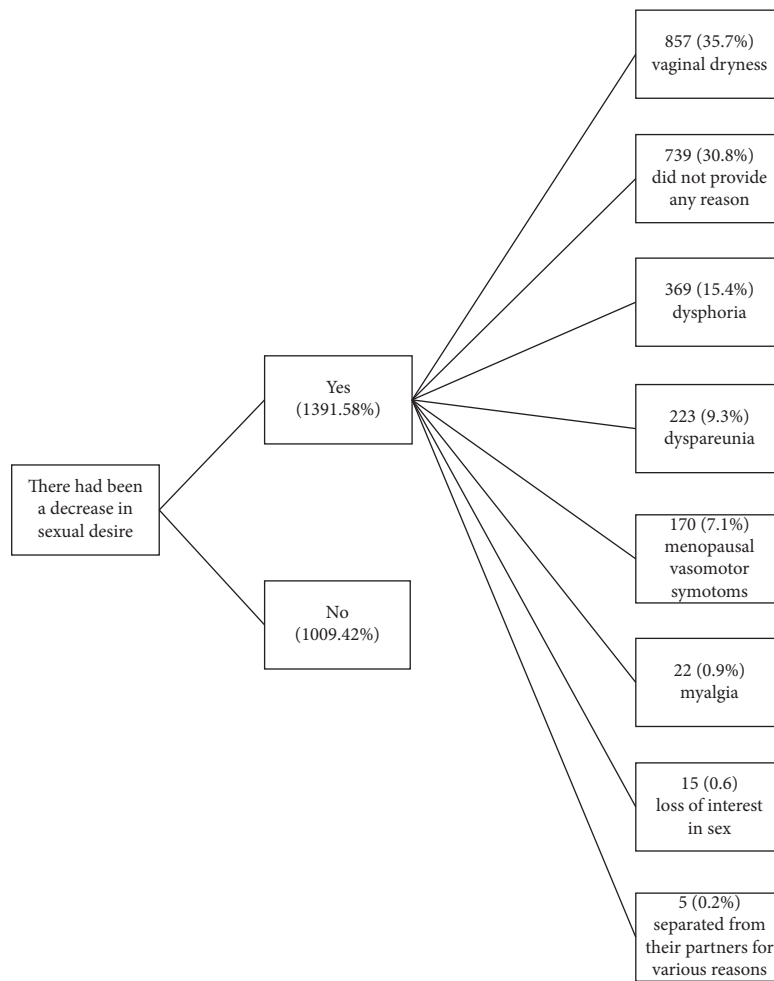 There had been
a decrease in
sexual desire
Yes
(1391.58%)
No
(1009.42%)
857 (35.7%)
vaginal dryness
739 (30.8%)
did not provide
any reason
369 (15.4%)
dysphoria
223 (9.3%)
dyspareunia
170 (7.1%)
menopausal
vasomotor
symotoms
22 (0.9%)
myalgia
15 (0.6)
loss of interest
in sex
5 (0.2%)
separated from
their partners for
various reasons